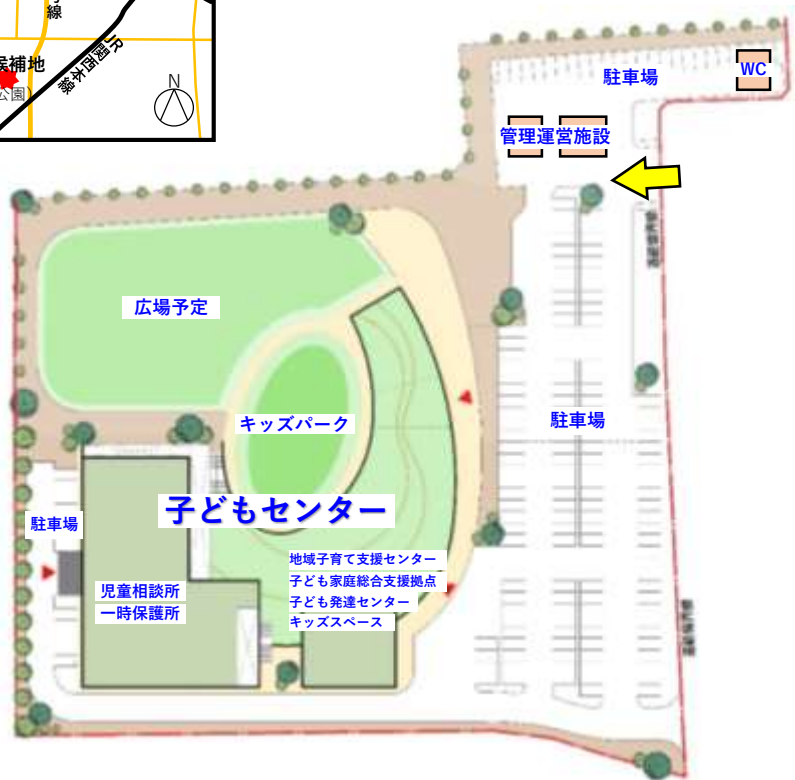 線
候補地
公園)
JR関西本線
N
駐車場
WC
管理運営施設
広場予定
キッズパーク
駐車場
子どもセンター
駐車場
地域子育て支援センター
子ども家庭総合支援拠点
子ども発達センター
キッズスペース
児童相談所
一時保護所